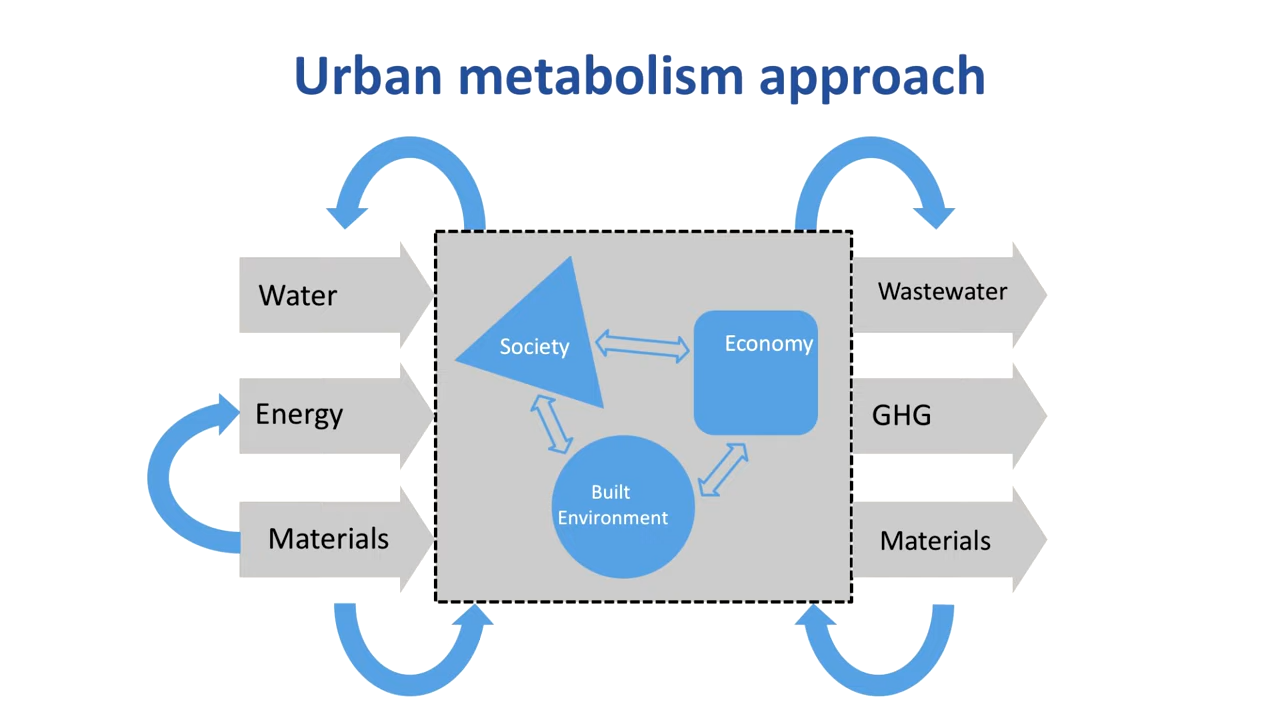 Urban metabolism approach
Water
Energy
Materials
Society
Economy
Built
Environment
Wastewater
GHG
Materials